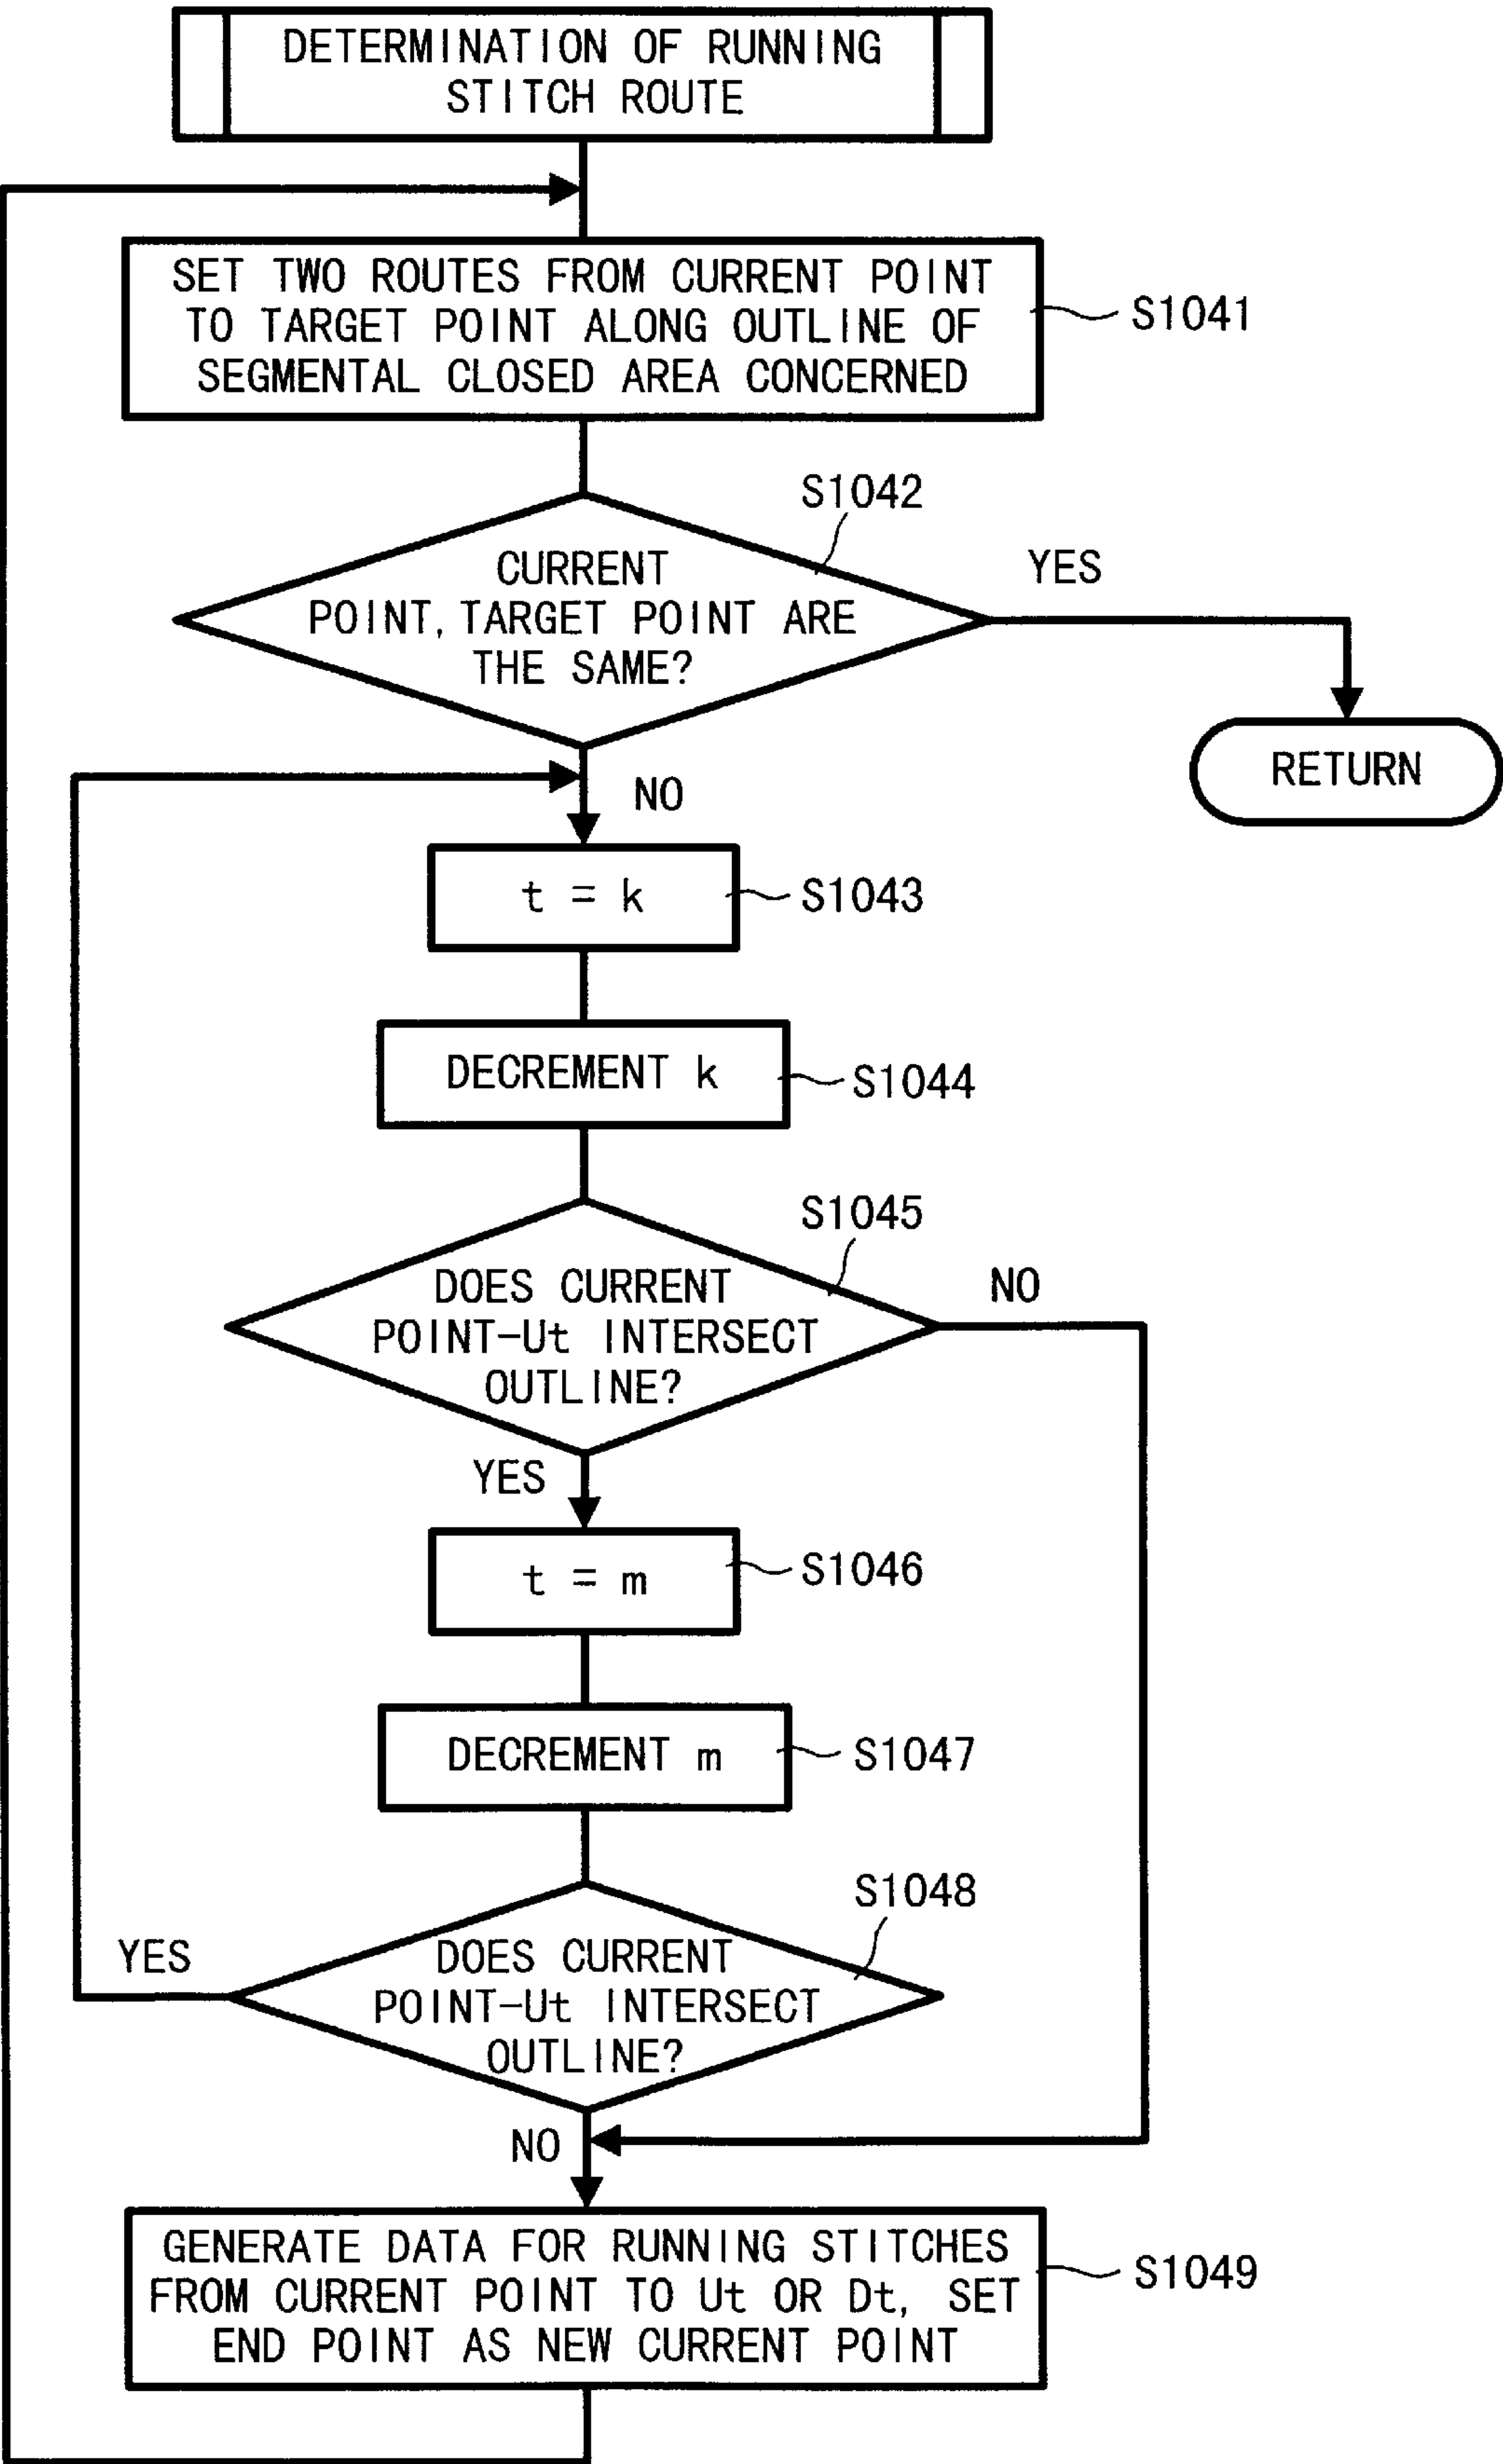 DETERMINATION OF RUNNING
STITCH ROUTE
SET TWO ROUTES FROM CURRENT POINT
TO TARGET POINT ALONG OUTLINE OF
SEGMENTAL CLOSED AREA CONCERNED
S1041
S1042
CURRENT
POINT, TARGET POINT ARE
THE SAME?
YES
RETURN
NO
t = k
S1043
DECREMENT k
S1044
S1045
DOES CURRENT
POINT-Ut INTERSECT
OUTLINE?
NO
YES
t = m
S1046
DECREMENT m
S1047
S1048
DOES CURRENT
POINT-Ut INTERSECT
OUTLINE?
YES
NO
GENERATE DATA FOR RUNNING STITCHES
FROM CURRENT POINT TO Ut OR Dt, SET
END POINT AS NEW CURRENT POINT
S1049